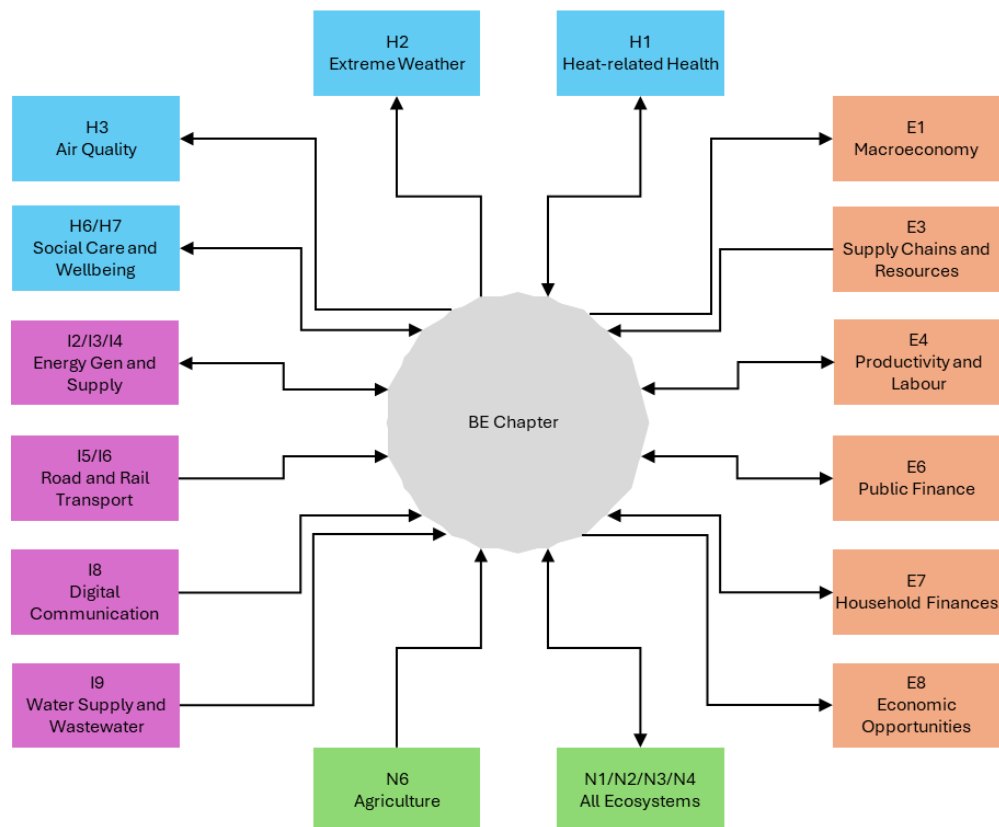 H2
Extreme Weather
H1
Heat-related Health
H3
Air Quality
E1
Macroeconomy
H6/H7
Social Care and
Wellbeing
E3
Supply Chains and
Resources
I2/I3/I4
Energy Gen and
Supply
E4
Productivity and
Labour
BE Chapter
I5/I6
Road and Rail
Transport
E6
Public Finance
I8
Digital
Communication
E7
Household Finances
I9
Water Supply and
Wastewater
E8
Economic
Opportunities
N6
Agriculture
N1/N2/N3/N4
All Ecosystems